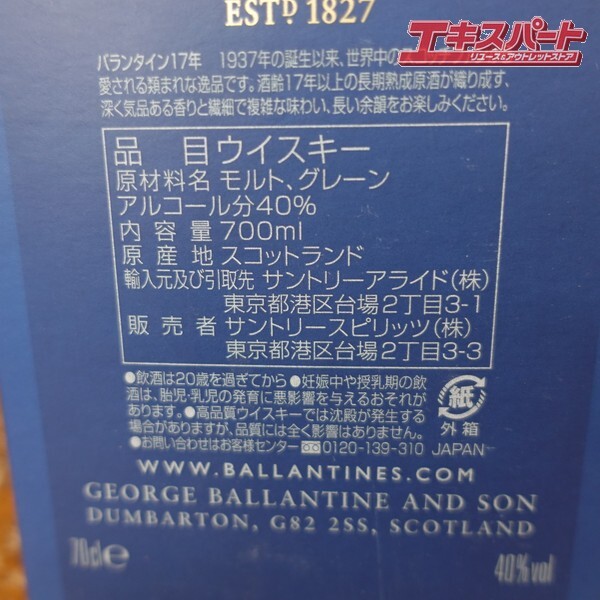 ESTD 1827
エキスパート
リユース&アウトレットストア
バランタイン17年 1937年の誕生以来、世界中の
愛される類まれな逸品です。酒齢17年以上の長期熟成原酒が織り成す、
深く気品ある香りと繊細で複雑な味わい、長い余韻をお楽しみください。
品 目 ウイスキー
原材料名 モルト、グレーン
アルコール分40%
内 容 量 700ml
原 産 地 スコットランド
輸入元及び引取先 サントリーアライド(株)
東京都港区台場2丁目3-1
販 売 者 サントリースピリッツ(株)
東京都港区台場2丁目3-3
●飲酒は20歳を過ぎてから ●妊娠中や授乳期の飲
酒は、胎児・乳児の発育に悪影響を与えるおそれが
あります。●高品質ウイスキーでは沈殿が発生する
場合がありますが、品質には全く影響はありません。
●お問い合わせはお客様センター 0120-139-310 JAPAN
紙
外箱
WWW.BALLANTINES.COM
GEORGE BALLANTINE AND SON
DUMBARTON, G82 2SS, SCOTLAND
70cl℮ 40%vol